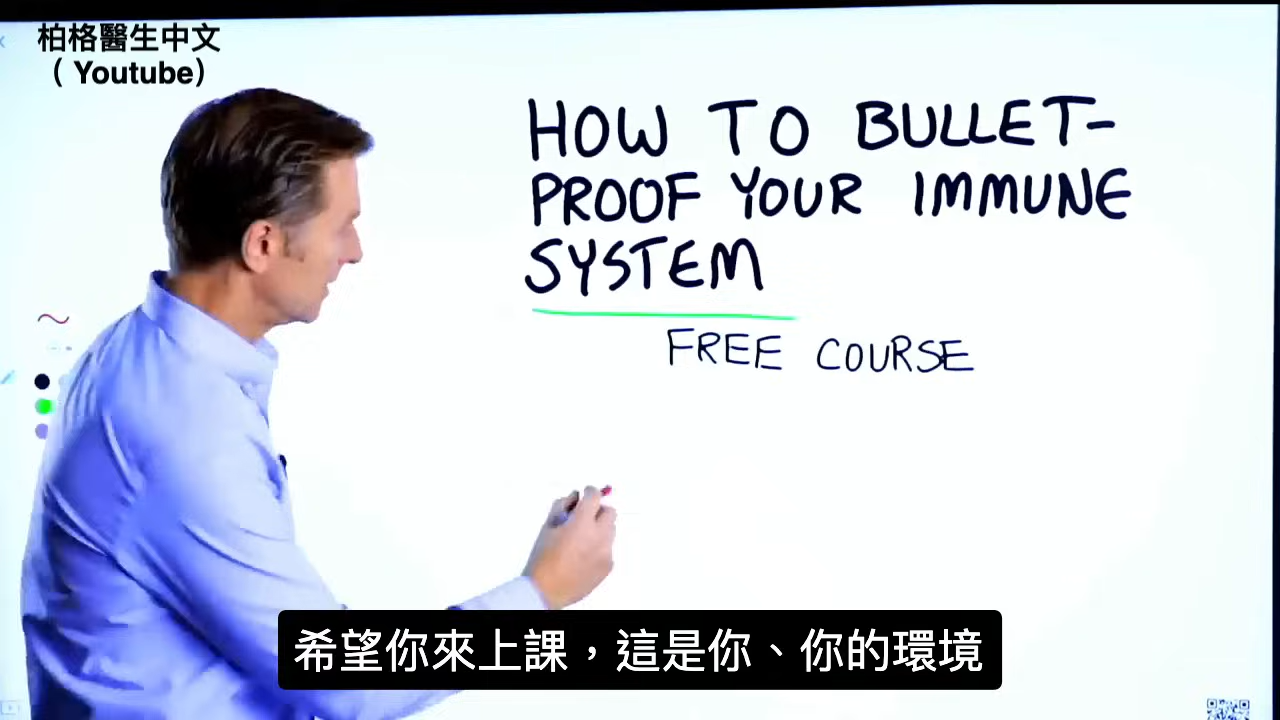 柏格醫生中文
（ Youtube）
HOW TO BULLET-
PROOF YOUR IMMUNE
SYSTEM
FREE COURSE
希望你來上課，這是你、你的環境